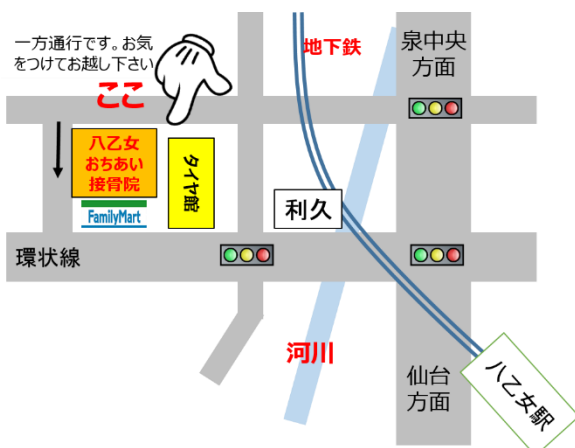 一方通行です。お気
をつけてお越し下さい
ここ
地下鉄
泉中央
方面
八乙女
おちあい
接骨院
タイヤ館
FamilyMart
利久
環状線
河川
仙台
方面
八乙女駅